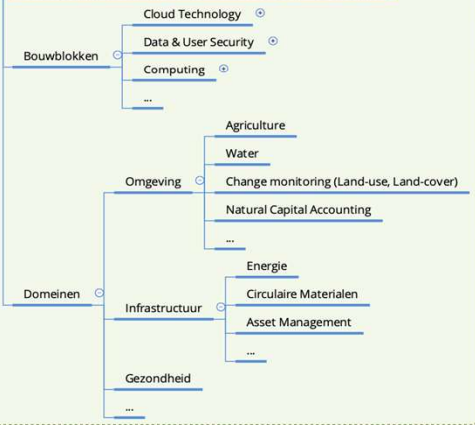 Cloud Technology
Data & User Security
Bouwblokken
Computing
...
Agriculture
Water
Omgeving
Change monitoring (Land-use, Land-cover)
Natural Capital Accounting
...
Energie
Domeinen
Circulaire Materialen
Infrastructuur
Asset Management
...
Gezondheid
...